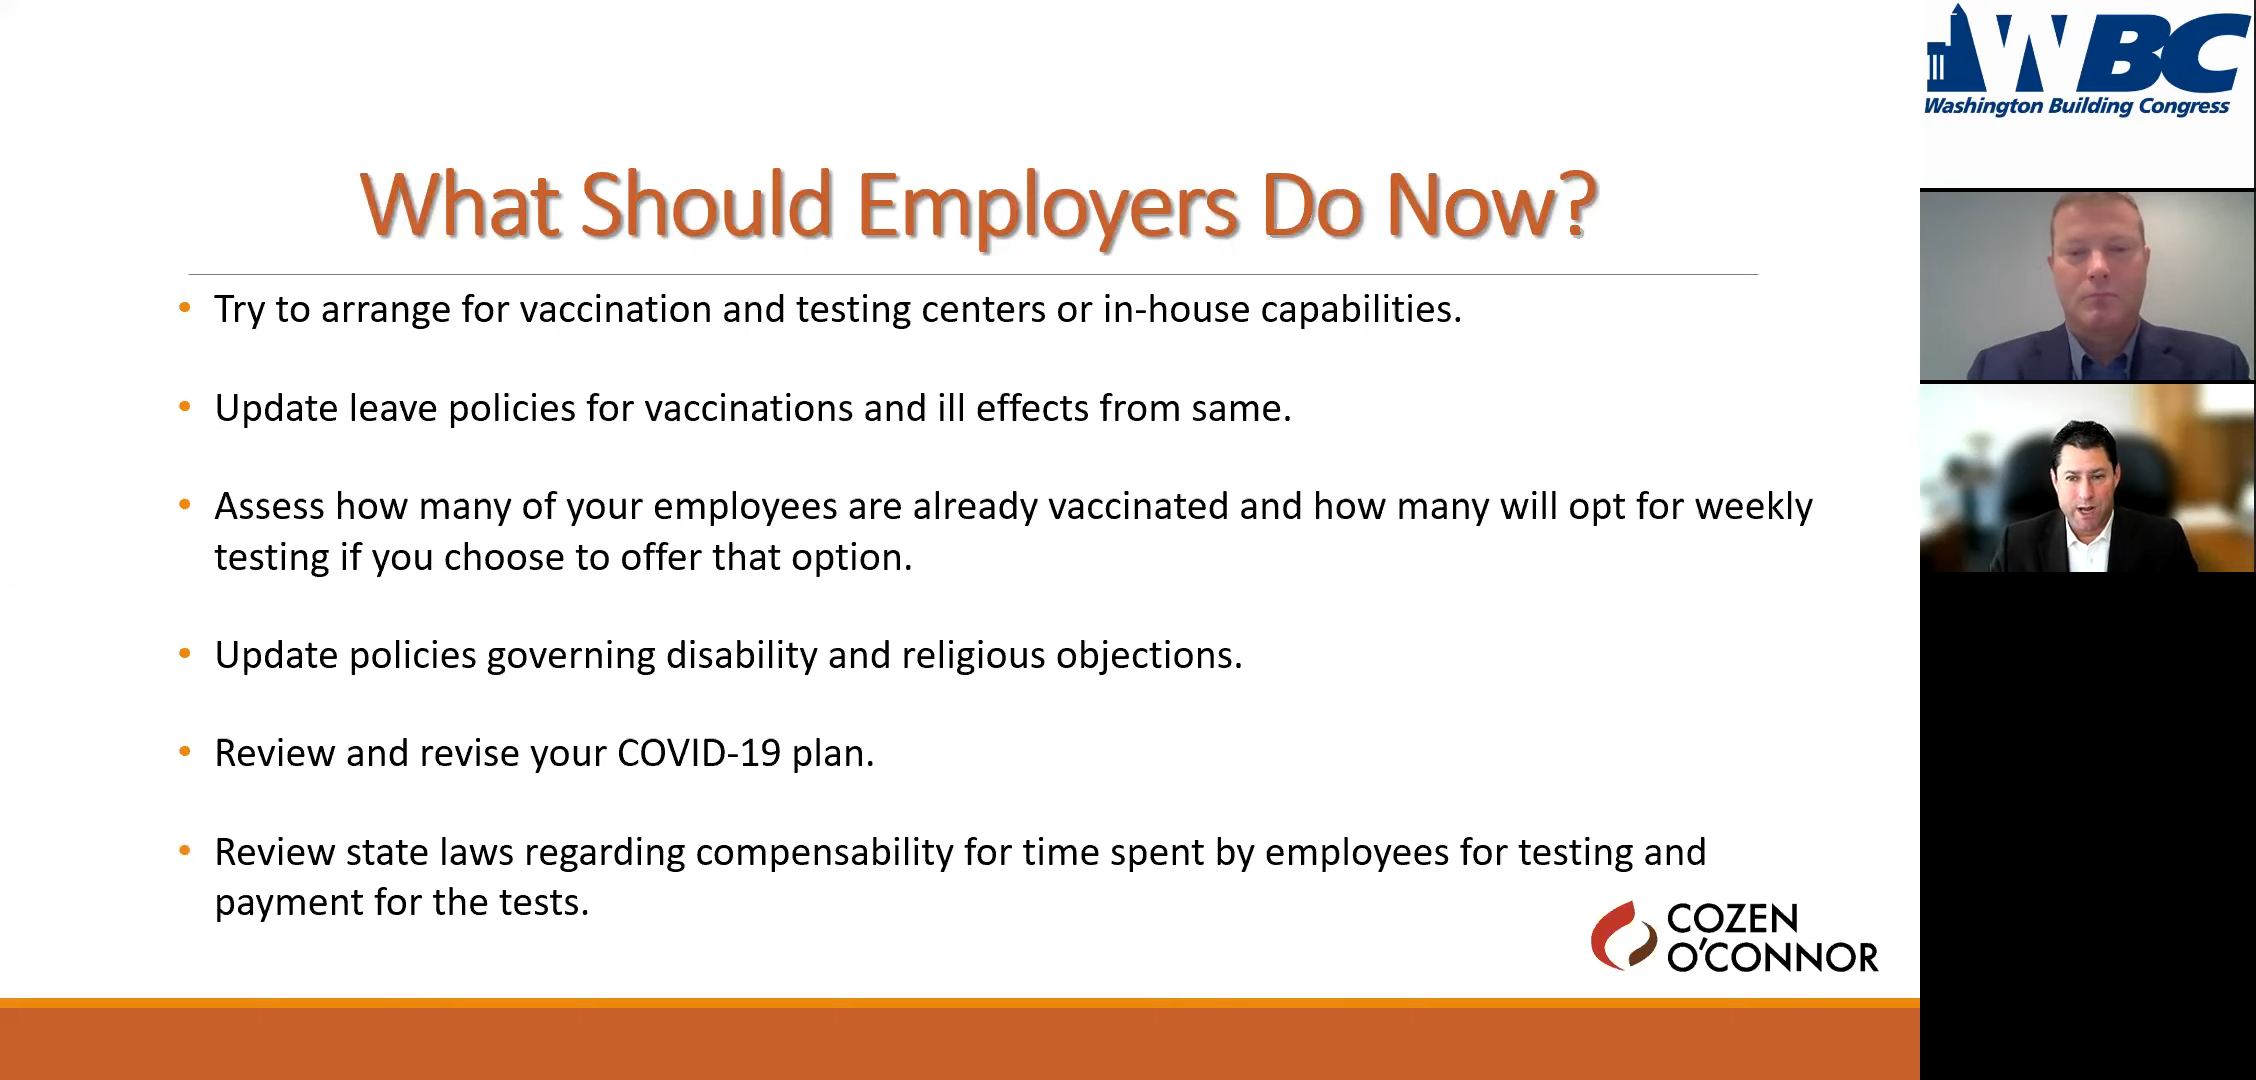 What Should Employers Do Now?
• Try to arrange for vaccination and testing centers or in-house capabilities.
• Update leave policies for vaccinations and ill effects from same.
• Assess how many of your employees are already vaccinated and how many will opt for weekly
testing if you choose to offer that option.
• Update policies governing disability and religious objections.
• Review and revise your COVID-19 plan.
• Review state laws regarding compensability for time spent by employees for testing and
payment for the tests.
COZEN
O'CONNOR
WBC
Washington Building Congress